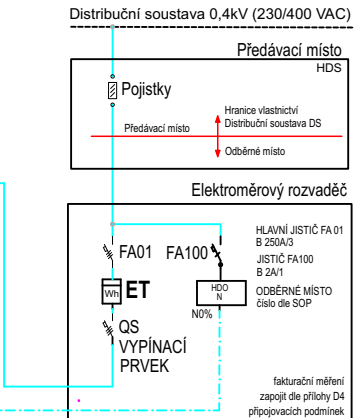 Distribuční soustava 0,4kV (230/400 VAC)
Předávací místo
HDS
Pojistky
Hranice vlastnictví
Distribuční soustava DS
Předávací místo
Odběrné místo
Elektroměrový rozvaděč
FA01
FA100
HLAVNÍ JISTIČ FA 01
B 250A/3
JISTIČ FA100
B 2A/1
Wh
ET
HDO
N
ODBĚRNÉ MÍSTO
číslo dle SOP
N0%
QS
VYPÍNACÍ
PRVEK
fakturační měření
zapojit dle přílohy D4
připojovacích podmínek